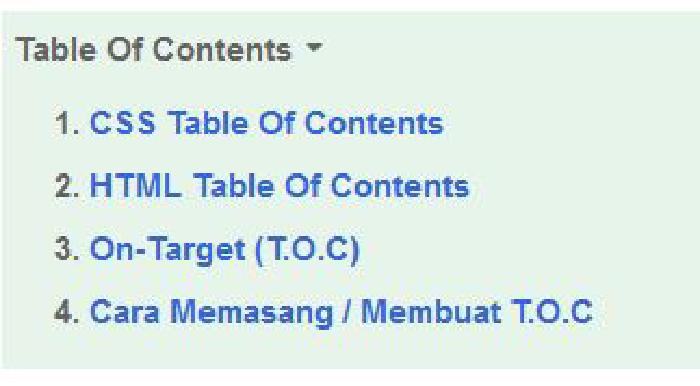 Table Of Contents
1. CSS Table Of Contents
2. HTML Table Of Contents
3. On-Target (T.O.C)
4. Cara Memasang / Membuat T.O.C